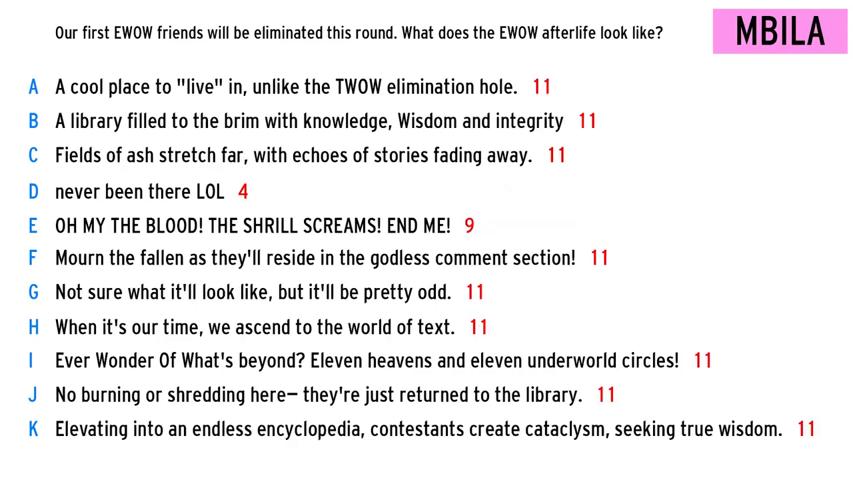 Our first EWOW friends will be eliminated this round. What does the EWOW afterlife look like?
MBILA
A A cool place to "live" in, unlike the TWOW elimination hole. 11
B A library filled to the brim with knowledge, Wisdom and integrity 11
C Fields of ash stretch far, with echoes of stories fading away. 11
D never been there LOL 4
E OH MY THE BLOOD! THE SHRILL SCREAMS! END ME! 9
F Mourn the fallen as they'll reside in the godless comment section! 11
G Not sure what it'll look like, but it'll be pretty odd. 11
H When it's our time, we ascend to the world of text. 11
I Ever Wonder Of What's beyond? Eleven heavens and eleven underworld circles! 11
J No burning or shredding here— they're just returned to the library. 11
K Elevating into an endless encyclopedia, contestants create cataclysm, seeking true wisdom. 11